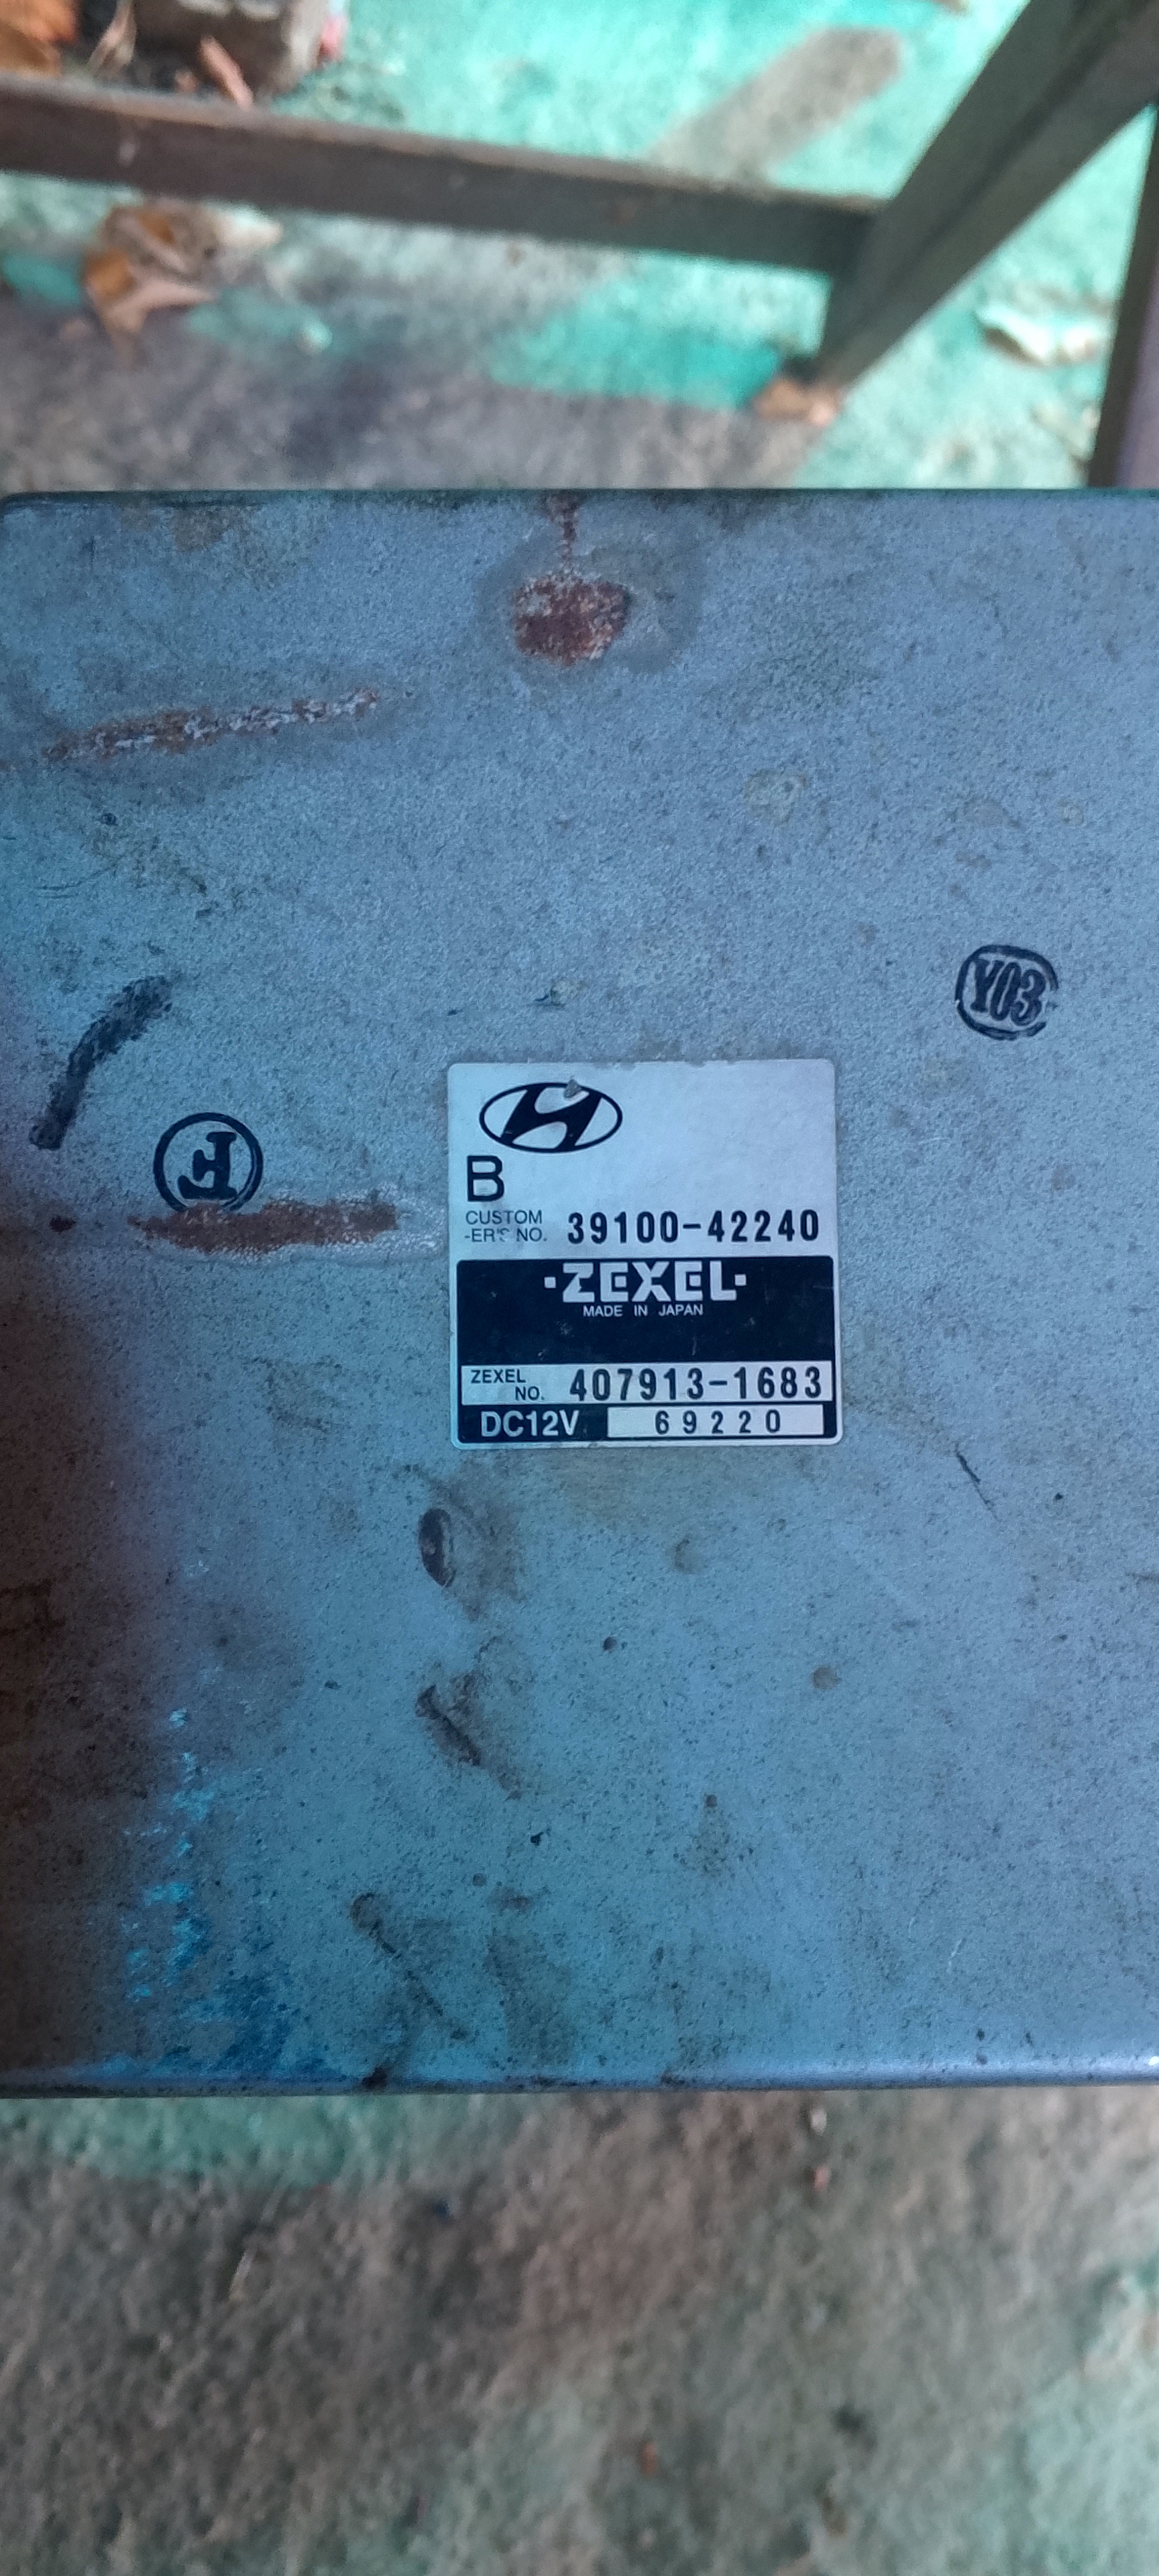 Y03
F
B
CUSTOM
-ER'S NO. 39100-42240
·ZEXEL·
MADE IN JAPAN
ZEXEL
NO. 407913-1683
DC12V 69220